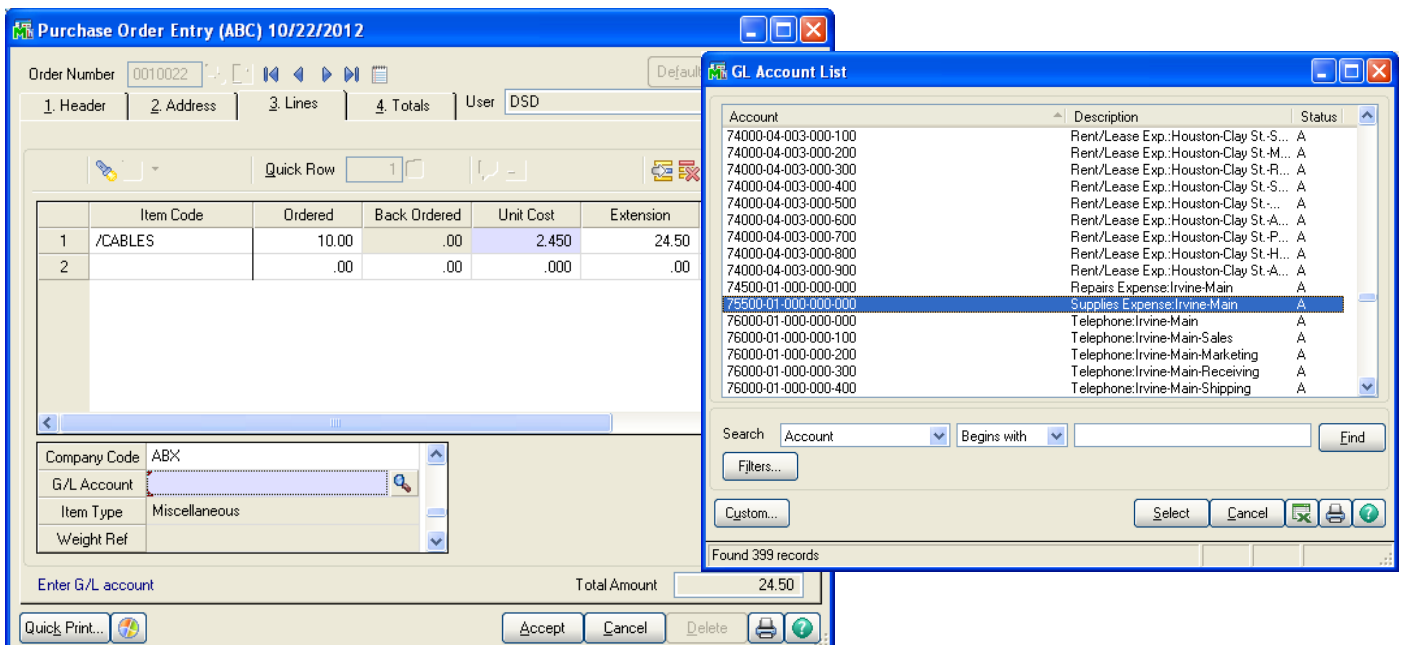 Purchase Order Entry (ABC) 10/22/2012
Order Number 0010022 Defaul
1. Header 2. Address 3. Lines 4. Totals User DSD
Quick Row 1
Item Code Ordered Back Ordered Unit Cost Extension
1 /CABLES 10.00 .00 2.450 24.50
2 .00 .00 .000 .00
Company Code ABX
G/L Account
Item Type Miscellaneous
Weight Ref
Enter G/L account Total Amount 24.50
Quick Print... Accept Cancel Delete
GL Account List
Account Description Status
74000-04-003-000-100 Rent/Lease Exp.:Houston-Clay St.-S... A
74000-04-003-000-200 Rent/Lease Exp.:Houston-Clay St.-M... A
74000-04-003-000-300 Rent/Lease Exp.:Houston-Clay St.-R... A
74000-04-003-000-400 Rent/Lease Exp.:Houston-Clay St.-S... A
74000-04-003-000-500 Rent/Lease Exp.:Houston-Clay St.-... A
74000-04-003-000-600 Rent/Lease Exp.:Houston-Clay St.-A... A
74000-04-003-000-700 Rent/Lease Exp.:Houston-Clay St.-P... A
74000-04-003-000-800 Rent/Lease Exp.:Houston-Clay St.-H... A
74000-04-003-000-900 Rent/Lease Exp.:Houston-Clay St.-A... A
74500-01-000-000-000 Repairs Expense:Irvine-Main A
75500-01-000-000-000 Supplies Expense:Irvine-Main A
76000-01-000-000-000 Telephone:Irvine-Main A
76000-01-000-000-100 Telephone:Irvine-Main-Sales A
76000-01-000-000-200 Telephone:Irvine-Main-Marketing A
76000-01-000-000-300 Telephone:Irvine-Main-Receiving A
76000-01-000-000-400 Telephone:Irvine-Main-Shipping A
Search Account Begins with Find
Filters...
Custom... Select Cancel
Found 399 records